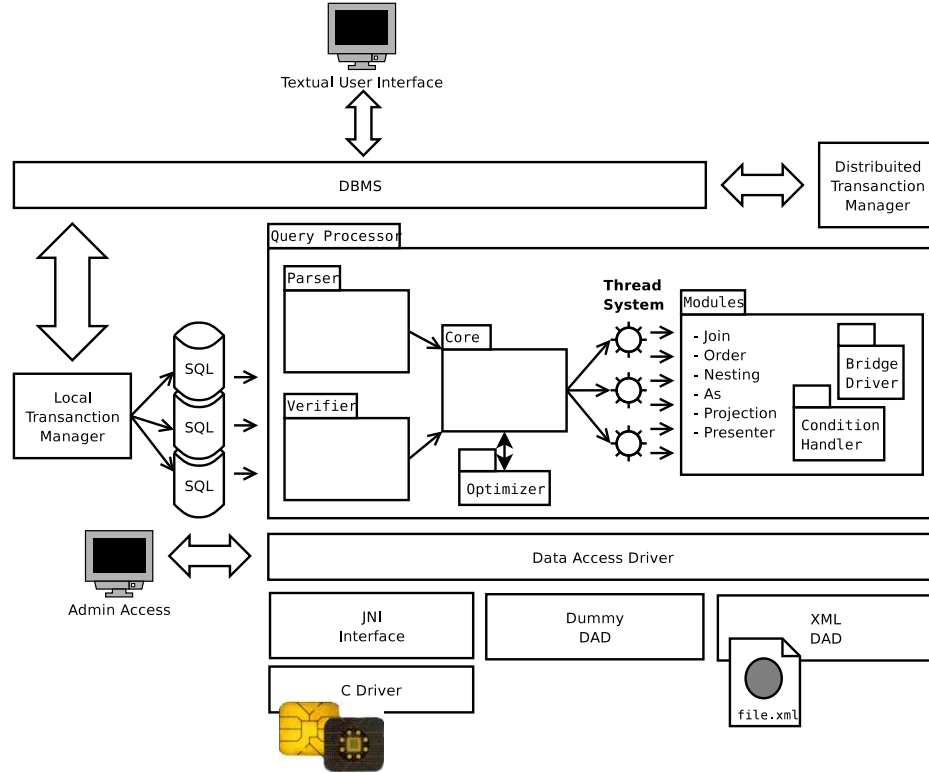 Textual User Interface
DBMS
Distribuited
Transanction
Manager
Query Processor
Parser
Thread
System
Modules
Core
- Join
- Order
- Nesting
- As
- Projection
- Presenter
Bridge
Driver
Condition
Handler
SQL
Local
Transanction
Manager
SQL
Verifier
SQL
Optimizer
Data Access Driver
Admin Access
JNI
Interface
Dummy
DAD
XML
DAD
C Driver
file.xml